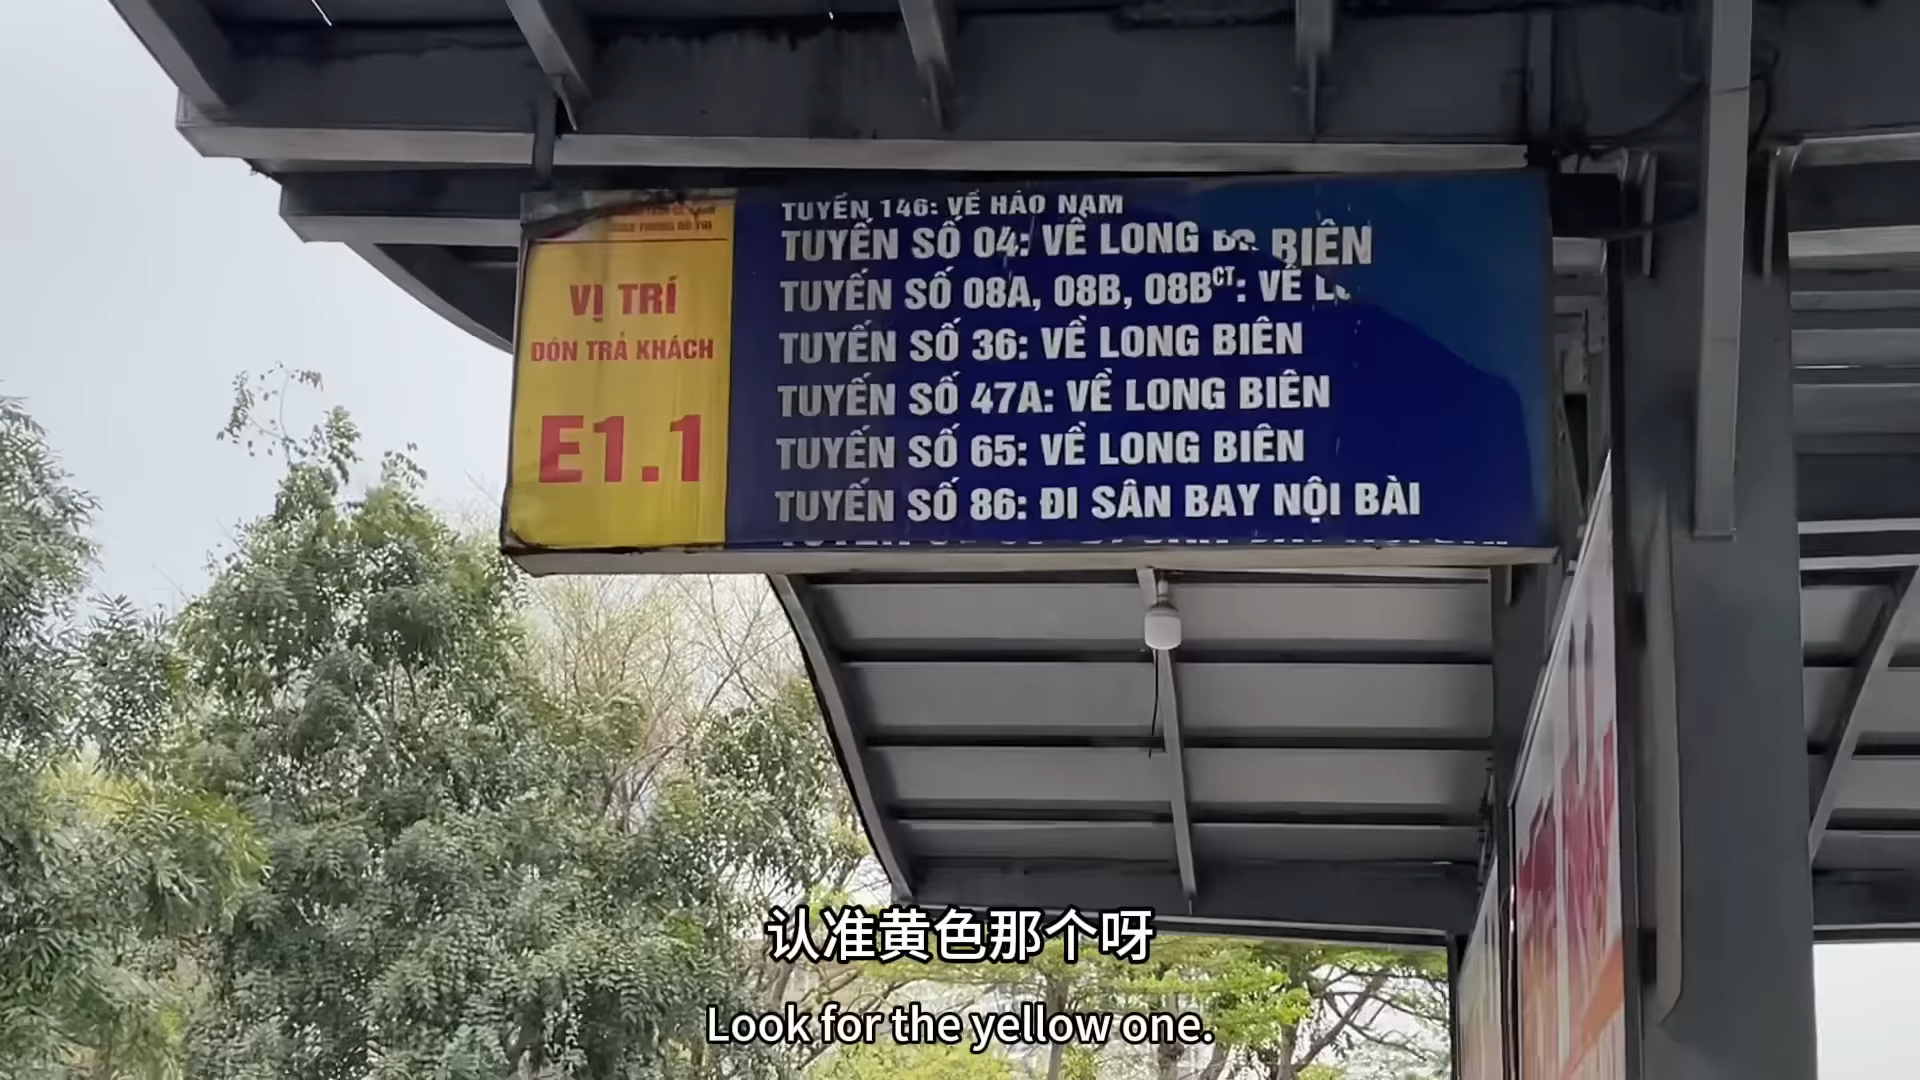 VỊ TRÍ
ĐÓN TRẢ KHÁCH
E1.1
TUYẾN 146: VỀ HÀO NAM
TUYẾN SỐ 04: VỀ LONG BIÊN
TUYẾN SỐ 08A, 08B, 08BCT: VỀ
TUYẾN SỐ 36: VỀ LONG BIÊN
TUYẾN SỐ 47A: VỀ LONG BIÊN
TUYẾN SỐ 65: VỀ LONG BIÊN
TUYẾN SỐ 86: ĐI SÂN BAY NỘI BÀI
认准黄色那个呀
Look for the yellow one.